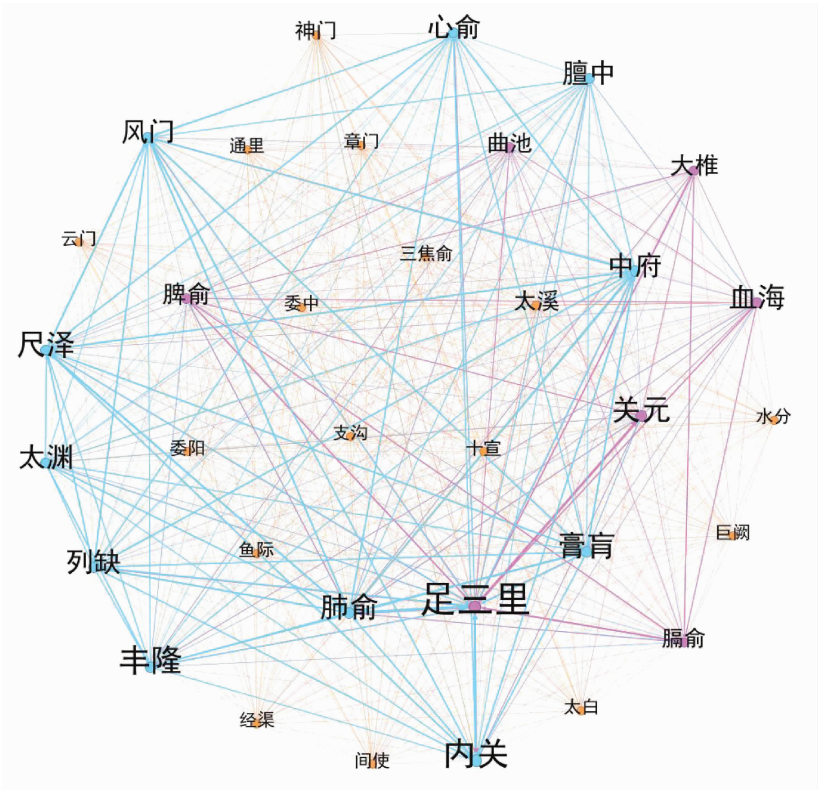 神门
心俞
膻中
风门
通里
章门
曲池
大椎
云门
三焦俞
中府
脾俞
委中
太溪
血海
尺泽
关元
水分
太渊
委阳
支沟
十宣
列缺
鱼际
膏肓
巨阙
肺俞
足三里
丰隆
膈俞
经渠
太白
间使
内关